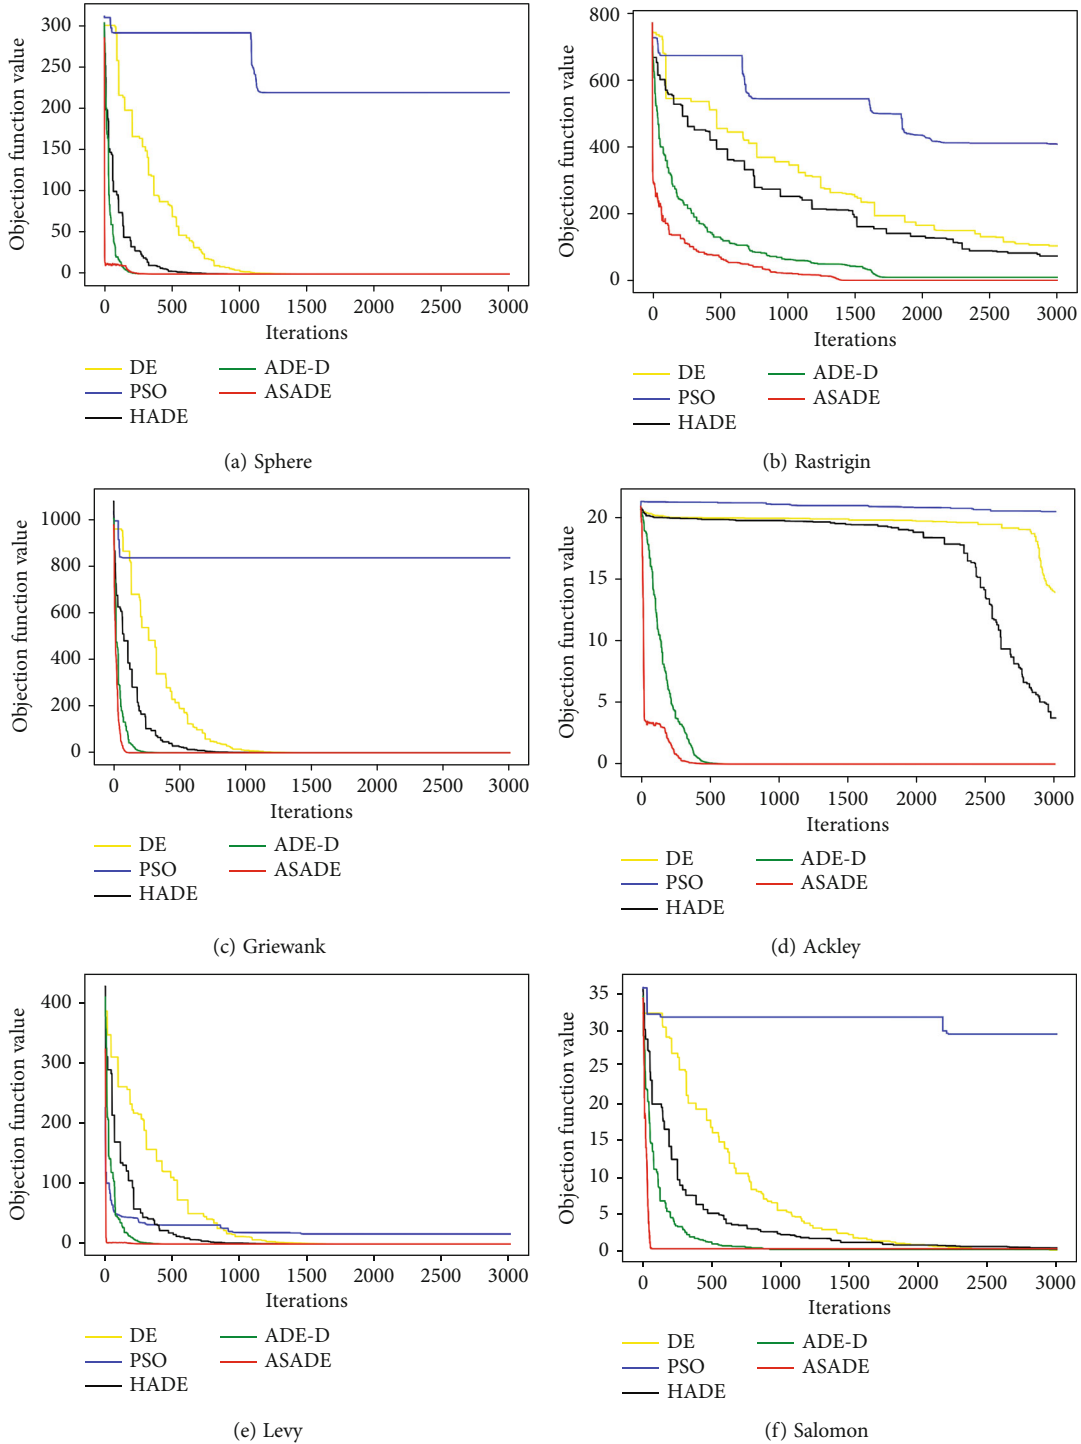 Objection function value
300
250
200
150
100
50
0
0 500 1000 1500 2000 2500 3000
Iterations
DE
PSO
HADE
ADE-D
ASADE
(a) Sphere
Objection function value
800
600
400
200
0
0 500 1000 1500 2000 2500 3000
Iterations
DE
PSO
HADE
ADE-D
ASADE
(b) Rastrigin
Objection function value
1000
800
600
400
200
0
0 500 1000 1500 2000 2500 3000
Iterations
DE
PSO
HADE
ADE-D
ASADE
(c) Griewank
Objection function value
20
15
10
5
0
0 500 1000 1500 2000 2500 3000
Iterations
DE
PSO
HADE
ADE-D
ASADE
(d) Ackley
Objection function value
400
300
200
100
0
0 500 1000 1500 2000 2500 3000
Iterations
DE
PSO
HADE
ADE-D
ASADE
(e) Levy
Objection function value
35
30
25
20
15
10
5
0
0 500 1000 1500 2000 2500 3000
Iterations
DE
PSO
HADE
ADE-D
ASADE
(f) Salomon